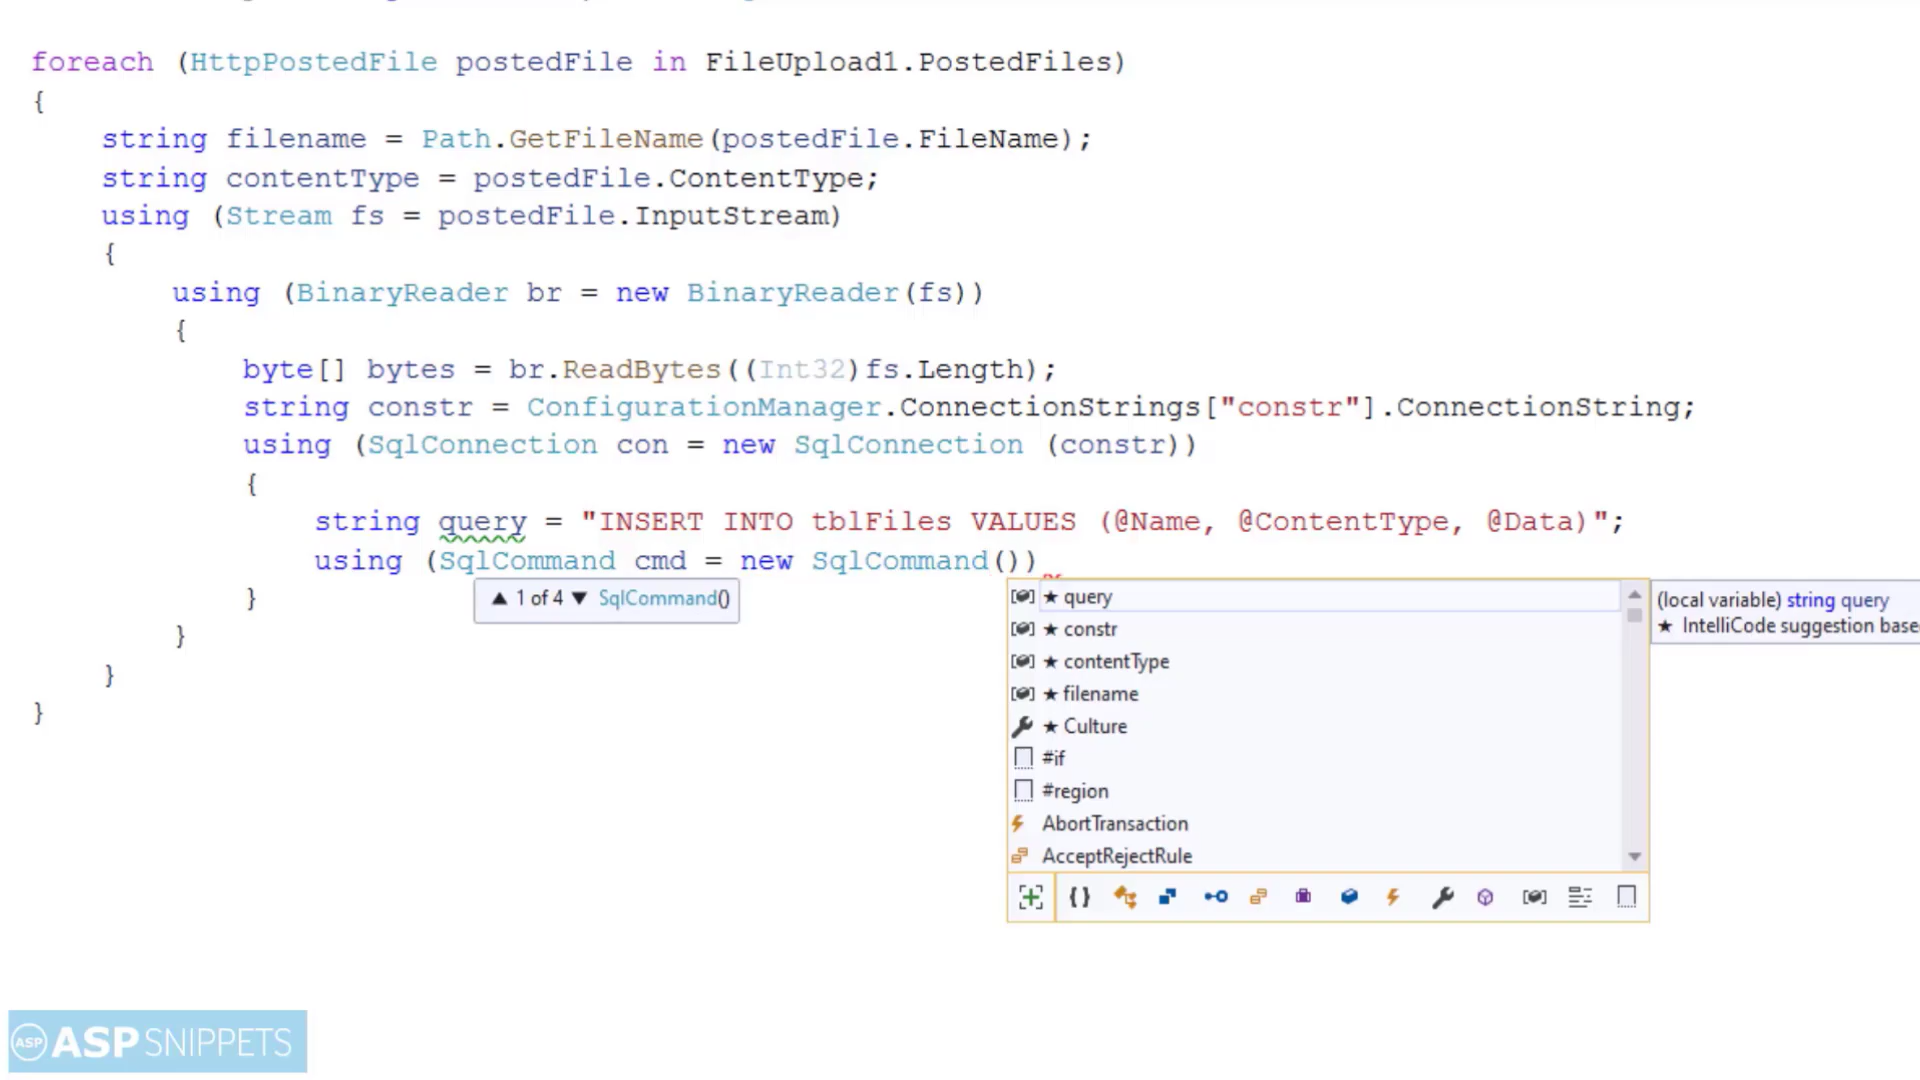 foreach (HttpPostedFile postedFile in FileUpload1.PostedFiles)
{
string filename = Path.GetFileName(postedFile.FileName);
string contentType = postedFile.ContentType;
using (Stream fs = postedFile.InputStream)
{
using (BinaryReader br = new BinaryReader(fs))
{
byte[] bytes = br.ReadBytes((Int32)fs.Length);
string constr = ConfigurationManager.ConnectionStrings["constr"].ConnectionString;
using (SqlConnection con = new SqlConnection (constr))
{
string query = "INSERT INTO tblFiles VALUES (@Name, @ContentType, @Data)";
using (SqlCommand cmd = new SqlCommand())
}
}
}
}
▲ 1 of 4 ▼ SqlCommand()
★ query
★ constr
★ contentType
★ filename
★ Culture
#if
#region
AbortTransaction
AcceptRejectRule
(local variable) string query
★ IntelliCode suggestion base
ASP ASPSNIPPETS